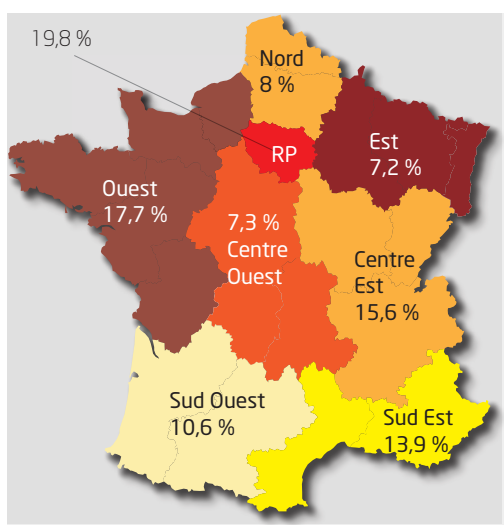 19,8 %
Nord
8 %
RP
Est
7,2 %
Ouest
17,7 %
7,3 %
Centre
Ouest
Centre
Est
15,6 %
Sud Ouest
10,6 %
Sud Est
13,9 %